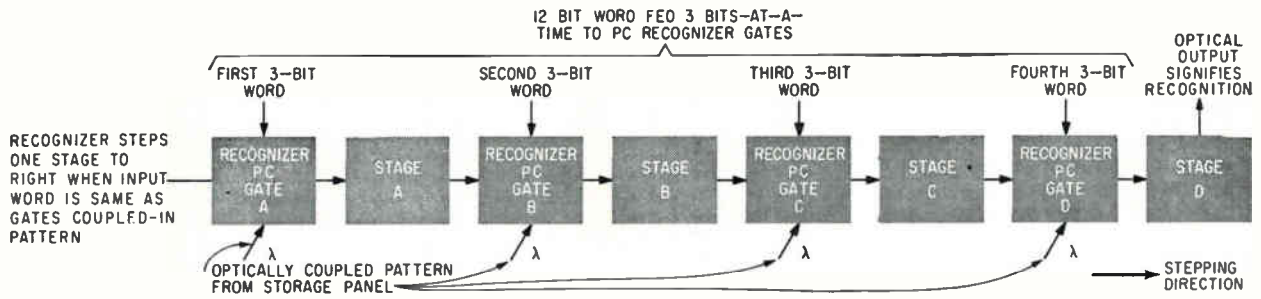 12 BIT WORD FEO 3 BITS-AT-A-
TIME TO PC RECOGNIZER GATES
OPTICAL
OUTPUT
SIGNIFIES
RECOGNITION
FIRST 3-BIT
WORD
SECOND 3-BIT
WORD
THIRD 3-BIT
WORD
FOURTH 3-BIT
WORD
RECOGNIZER STEPS
ONE STAGE TO
RIGHT WHEN INPUT
WORD IS SAME AS
GATES COUPLED-IN
PATTERN
RECOGNIZER
PC
GATE
A
STAGE
A
RECOGNIZER
PC
GATE
B
STAGE
B
RECOGNIZER
PC
GATE
C
STAGE
C
RECOGNIZER
PC
GATE
D
STAGE
D
λ
λ
λ
λ
OPTICALLY COUPLED PATTERN
FROM STORAGE PANEL
STEPPING
DIRECTION